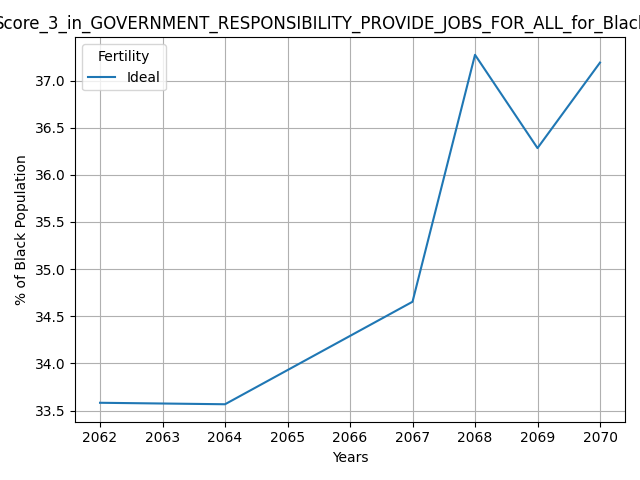 Score_3_in_GOVERNMENT_RESPONSIBILITY_PROVIDE_JOBS_FOR_ALL_for_Black
Fertility
Ideal
37.0
36.5
36.0
35.5
35.0
34.5
34.0
33.5
% of Black Population
2062 2063 2064 2065 2066 2067 2068 2069 2070
Years